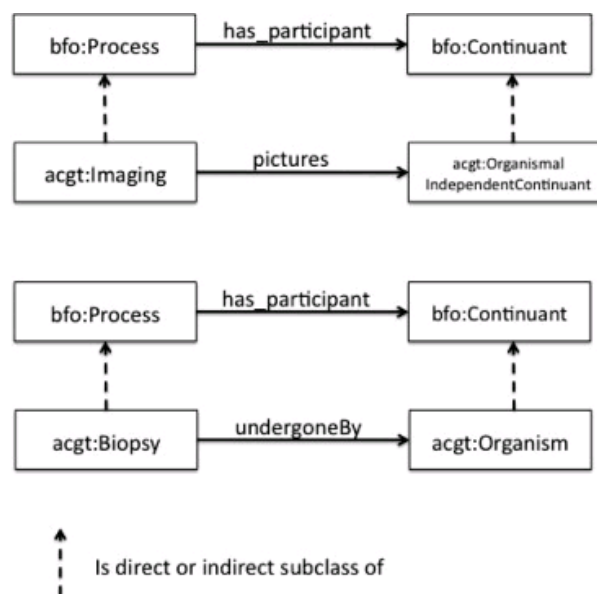 bfo:Process
has_participant
bfo:Continuant
acgt:Imaging
pictures
acgt:Organismal
IndependentContinuant
bfo:Process
has_participant
bfo:Continuant
acgt:Biopsy
undergoneBy
acgt:Organism
Is direct or indirect subclass of